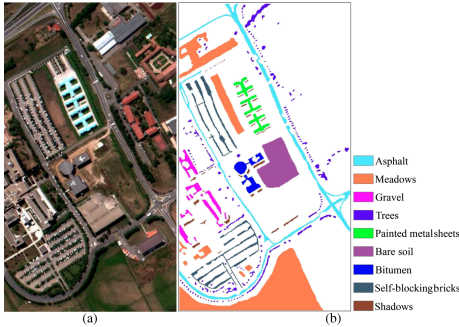 Asphalt
Meadows
Gravel
Trees
Painted metalsheets
Bare soil
Bitumen
Self-blockingbricks
Shadows
(a)
(b)